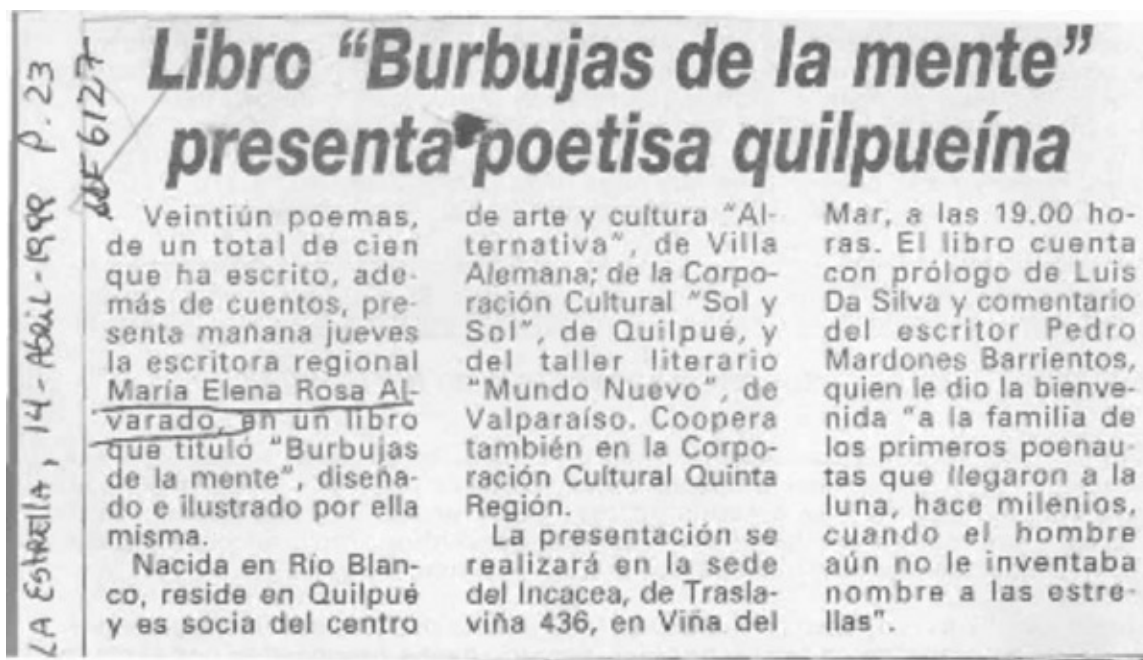 Libro “Burbujas de la mente”
presenta poetisa quilpueína
Veintiún poemas,
de un total de cien
que ha escrito, ade-
más de cuentos, pre-
senta mañana jueves
la escritora regional
María Elena Rosa Al-
varado, en un libro
que tituló “Burbujas
de la mente”, diseña-
do e ilustrado por ella
misma.
Nacida en Río Blan-
co, reside en Quilpué
y es socia del centro
de arte y cultura “Al-
ternativa”, de Villa
Alemana; de la Corpo-
ración Cultural “Sol y
Sol”, de Quilpué, y
del taller literario
“Mundo Nuevo”, de
Valparaíso. Coopera
también en la Corpo-
ración Cultural Quinta
Región.
La presentación se
realizará en la sede
del Incacea, de Trasla-
viña 436, en Viña del
Mar, a las 19.00 ho-
ras. El libro cuenta
con prólogo de Luis
Da Silva y comentario
del escritor Pedro
Mardones Barrientos,
quien le dio la bienve-
nida “a la familia de
los primeros poenau-
tas que llegaron a la
luna, hace milenios,
cuando el hombre
aún no le inventaba
nombre a las estre-
llas”.
LA ESTRELLA, 14-ABRIL-1999 P. 23
6127